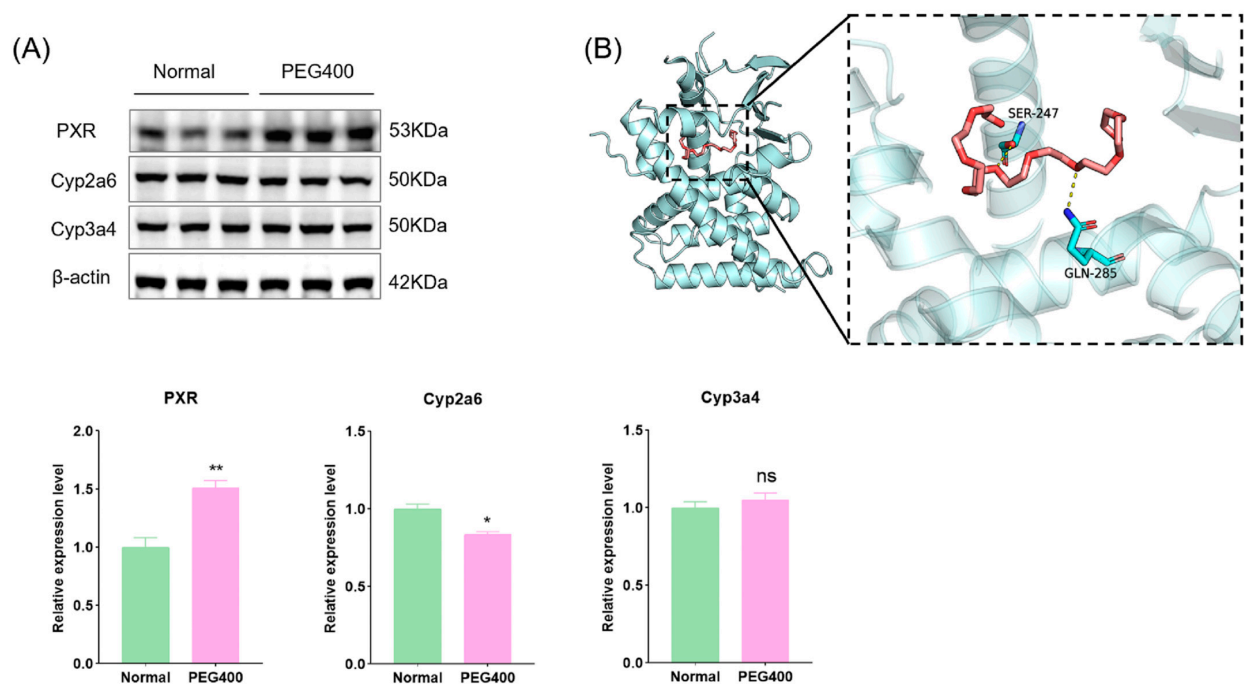 (A)
Normal PEG400
PXR 53KDa
Cyp2a6 50KDa
Cyp3a4 50KDa
β-actin 42KDa
(B)
SER-247
GLN-285
PXR
Relative expression level
2.0
1.5
1.0
0.5
0.0
**
Normal PEG400
Cyp2a6
Relative expression level
1.5
1.0
0.5
0.0
*
Normal PEG400
Cyp3a4
Relative expression level
1.5
1.0
0.5
0.0
ns
Normal PEG400